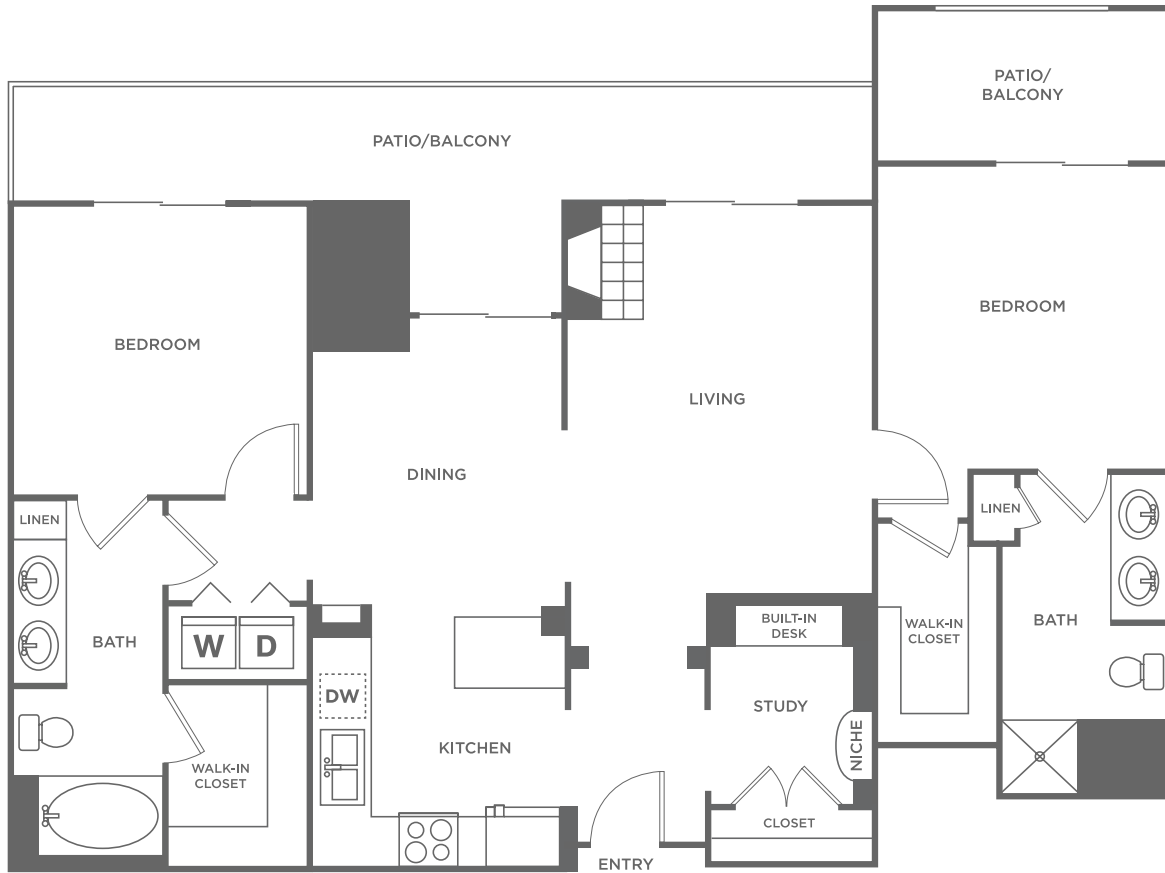 PATIO/
BALCONY
PATIO/BALCONY
BEDROOM
BEDROOM
LIVING
DINING
LINEN
LINEN
BATH
W D
BUILT-IN
DESK
WALK-IN
CLOSET
BATH
DW
STUDY
KITCHEN
NICHE
WALK-IN
CLOSET
CLOSET
ENTRY